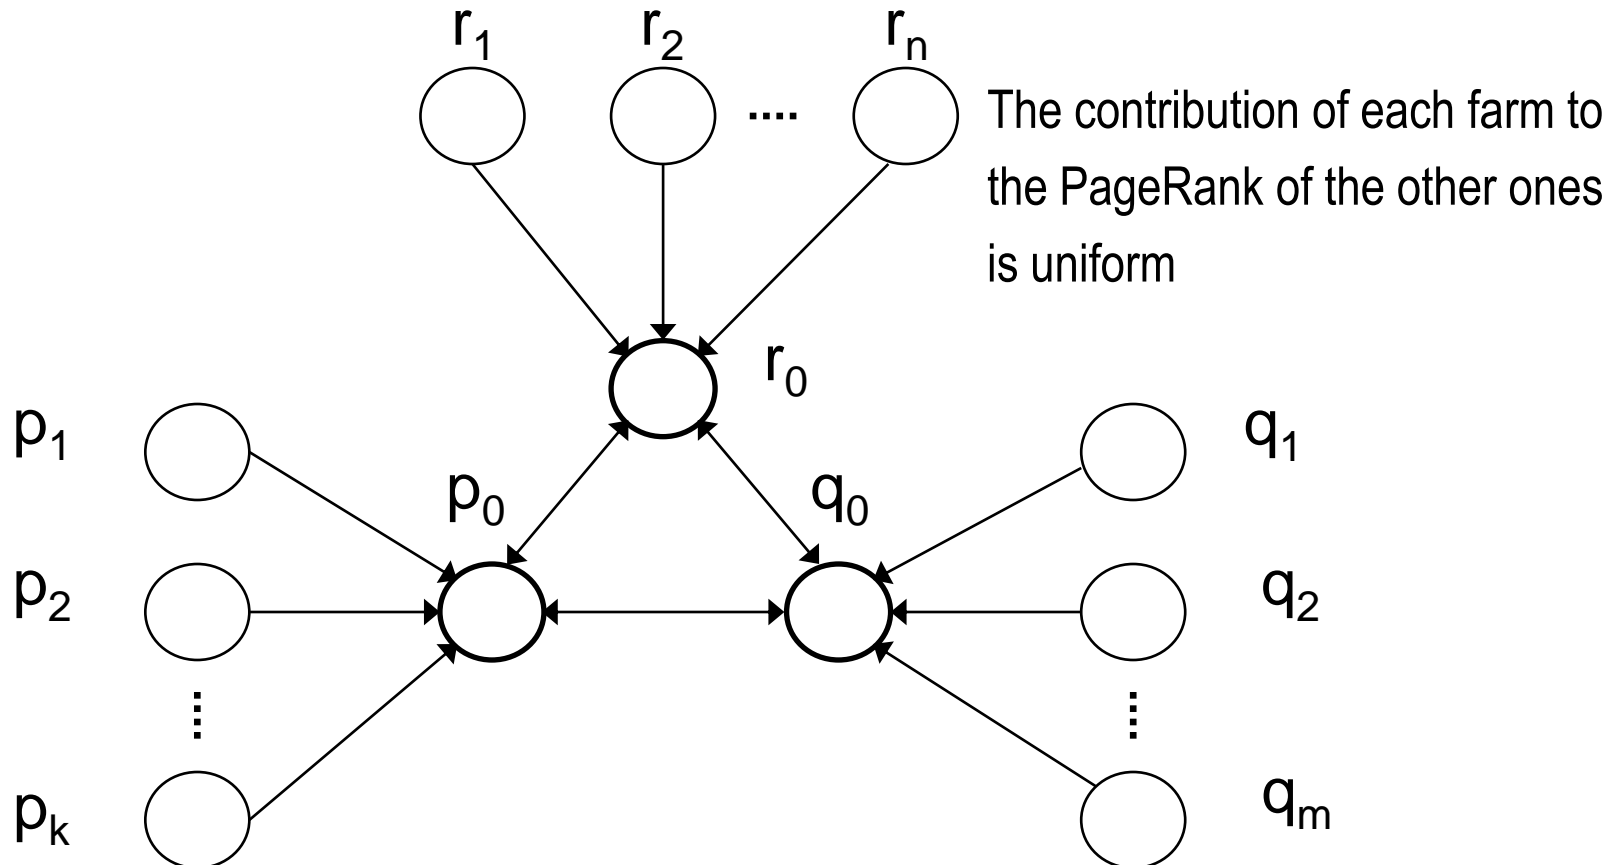 r1 r2 .... rn
The contribution of each farm to
the PageRank of the other ones
is uniform
r0
p1 q1
p0 q0
p2 q2
.... ....
pk qm